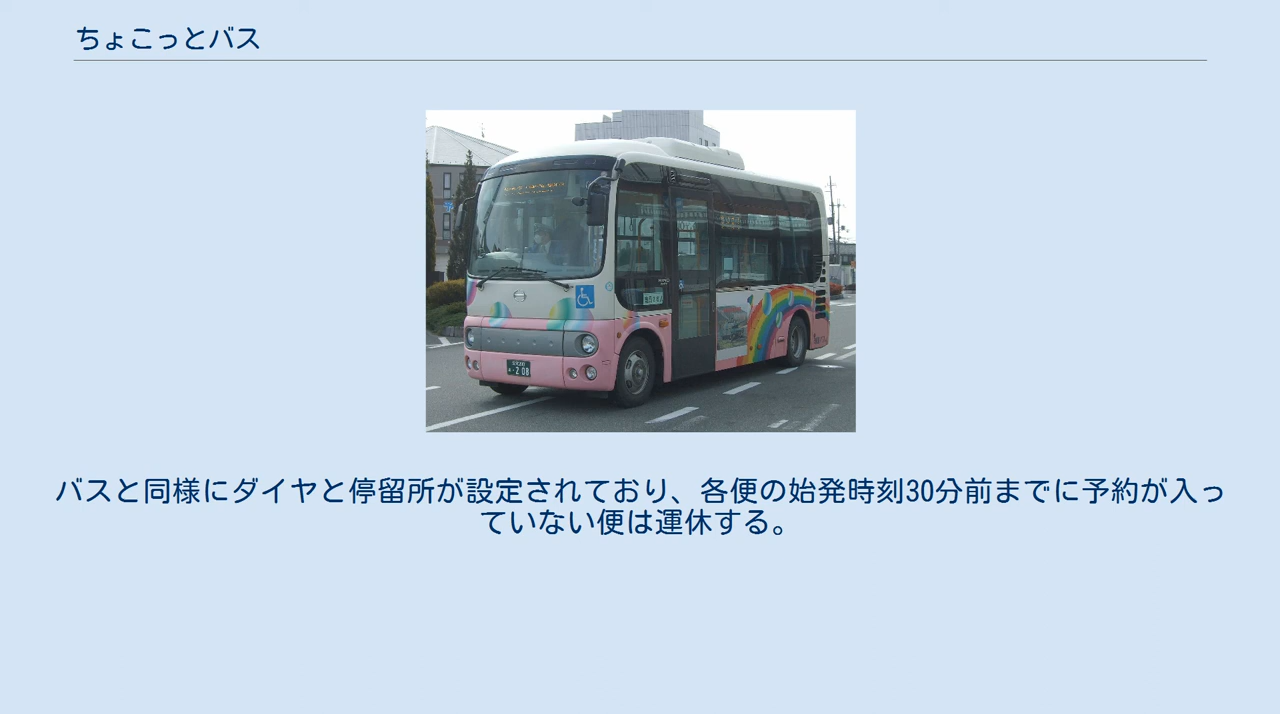 ちょこっとバス
・208
バスと同様にダイヤと停留所が設定されており、各便の始発時刻30分前までに予約が入っ
ていない便は運休する。